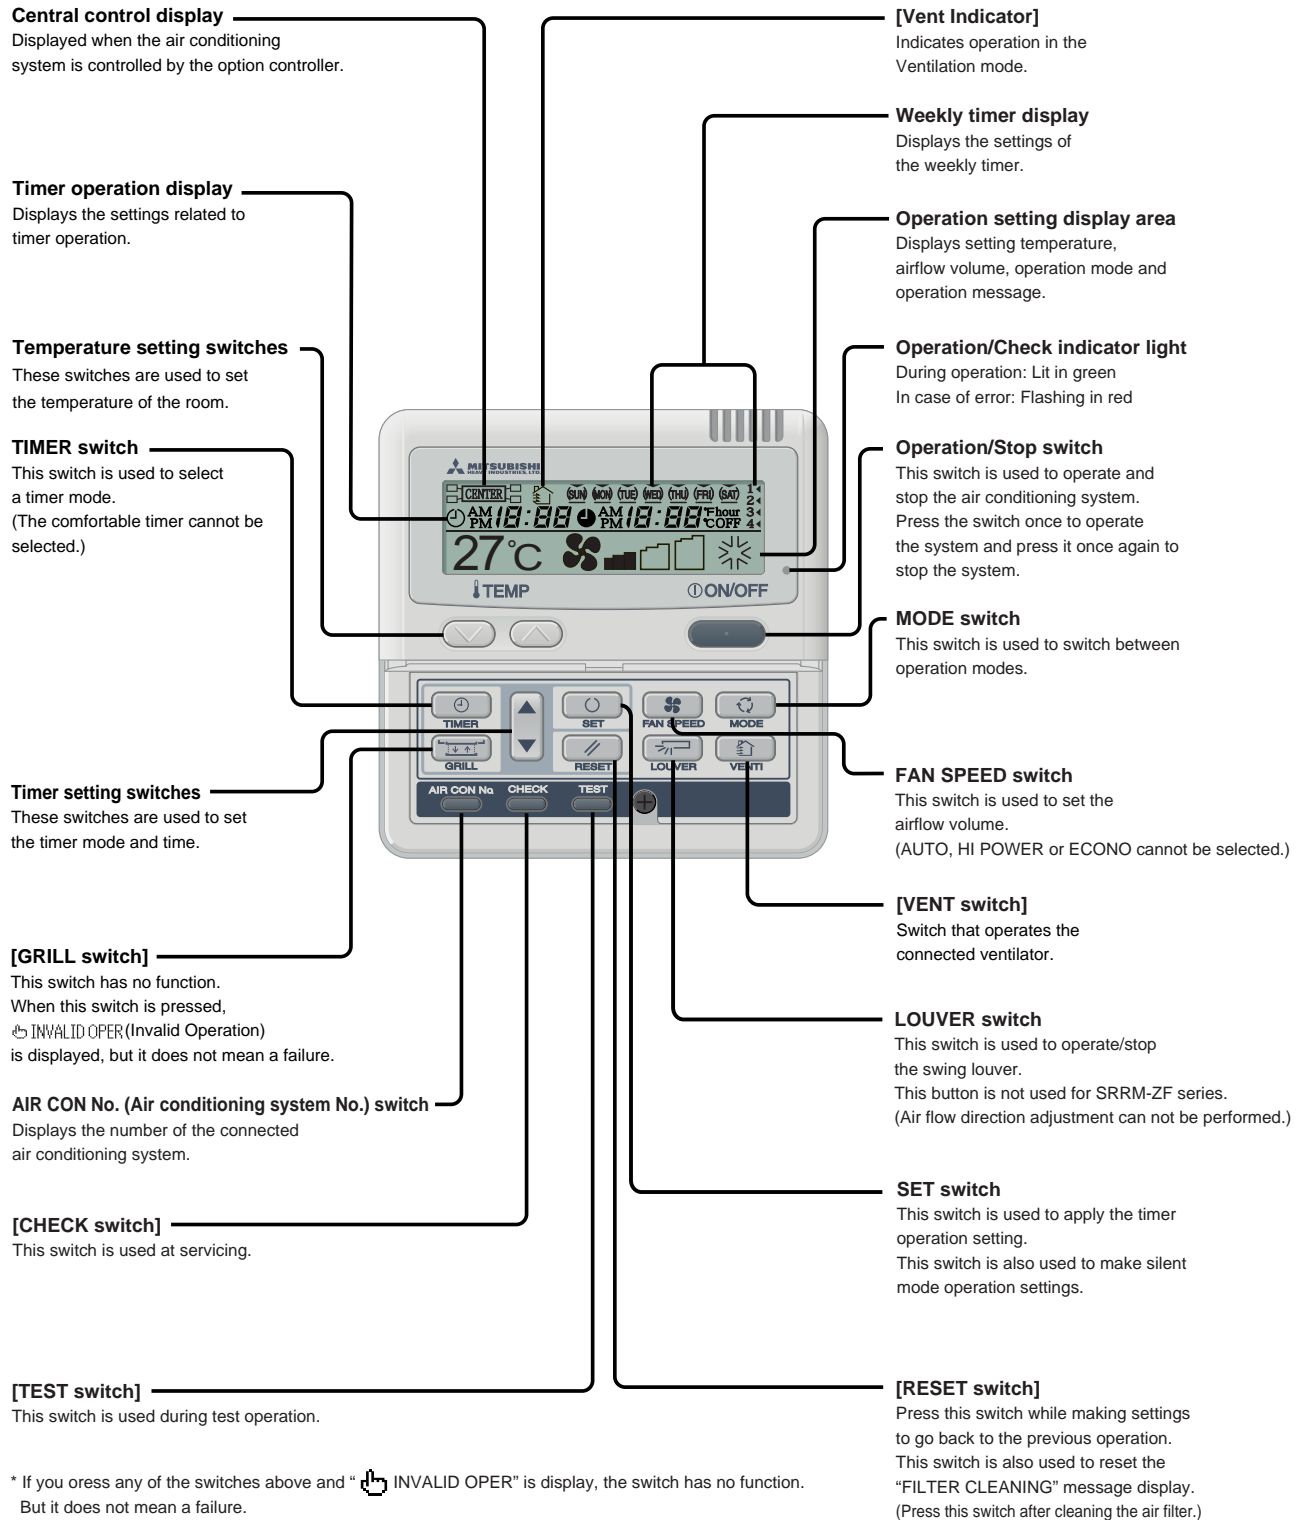 Central control display
Displayed when the air conditioning
system is controlled by the option controller.
Timer operation display
Displays the settings related to
timer operation.
Temperature setting switches
These switches are used to set
the temperature of the room.
TIMER switch
This switch is used to select
a timer mode.
(The comfortable timer cannot be
selected.)
Timer setting switches
These switches are used to set
the timer mode and time.
[GRILL switch]
This switch has no function.
When this switch is pressed,
INVALID OPER (Invalid Operation)
is displayed, but it does not mean a failure.
AIR CON No. (Air conditioning system No.) switch
Displays the number of the connected
air conditioning system.
[CHECK switch]
This switch is used at servicing.
[TEST switch]
This switch is used during test operation.
* If you oress any of the switches above and “ INVALID OPER” is display, the switch has no function.
But it does not mean a failure.
MITSUBISHI
HEAVY INDUSTRIES, LTD.
CENTER SUN MON TUE WED THU FRI SAT 1
2
AM 18:88 AM 18:88 °F hour 3
PM PM °C OFF 4
27°C
TEMP ON/OFF
TIMER SET FAN SPEED MODE
GRILL RESET LOUVER VENTI
AIR CON No. CHECK TEST
[Vent Indicator]
Indicates operation in the
Ventilation mode.
Weekly timer display
Displays the settings of
the weekly timer.
Operation setting display area
Displays setting temperature,
airflow volume, operation mode and
operation message.
Operation/Check indicator light
During operation: Lit in green
In case of error: Flashing in red
Operation/Stop switch
This switch is used to operate and
stop the air conditioning system.
Press the switch once to operate
the system and press it once again to
stop the system.
MODE switch
This switch is used to switch between
operation modes.
FAN SPEED switch
This switch is used to set the
airflow volume.
(AUTO, HI POWER or ECONO cannot be selected.)
[VENT switch]
Switch that operates the
connected ventilator.
LOUVER switch
This switch is used to operate/stop
the swing louver.
This button is not used for SRRM-ZF series.
(Air flow direction adjustment can not be performed.)
SET switch
This switch is used to apply the timer
operation setting.
This switch is also used to make silent
mode operation settings.
[RESET switch]
Press this switch while making settings
to go back to the previous operation.
This switch is also used to reset the
“FILTER CLEANING” message display.
(Press this switch after cleaning the air filter.)